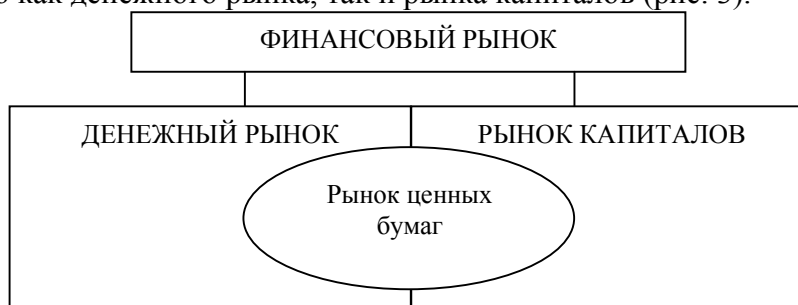 как денежного рынка, так и рынка капиталов (рис. 3).
ФИНАНСОВЫЙ РЫНОК
ДЕНЕЖНЫЙ РЫНОК РЫНОК КАПИТАЛОВ
Рынок ценных
бумаг